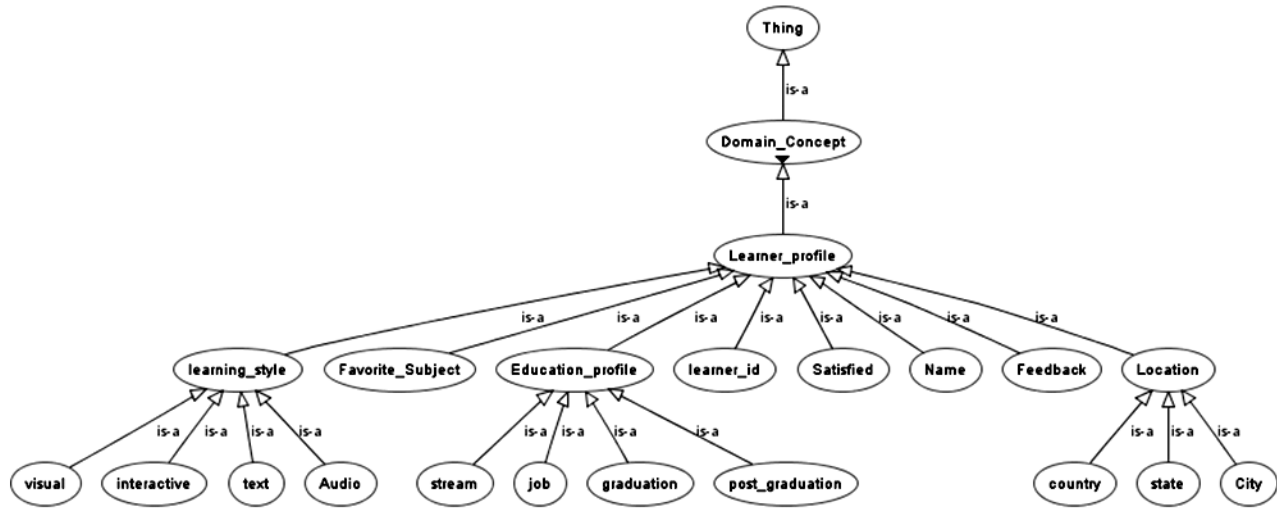 Thing
is-a
Domain_Concept
is-a
Learner_profile
is-a is-a is-a is-a is-a is-a is-a is-a
learning_style Favorite_Subject Education_profile learner_id Satisfied Name Feedback Location
is-a is-a is-a is-a is-a is-a is-a is-a is-a is-a is-a
visual interactive text Audio stream job graduation post_graduation country state City